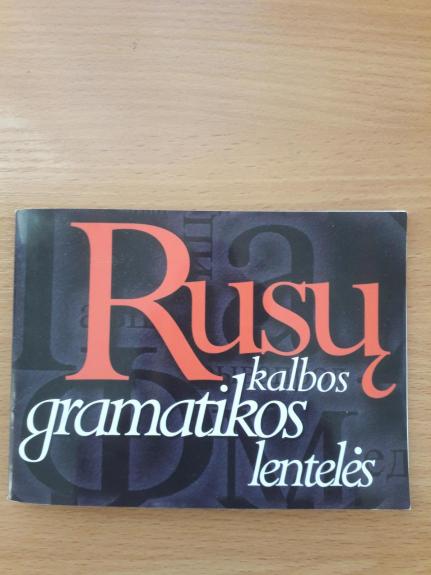 Rusų
kalbos
gramatikos
lentelės